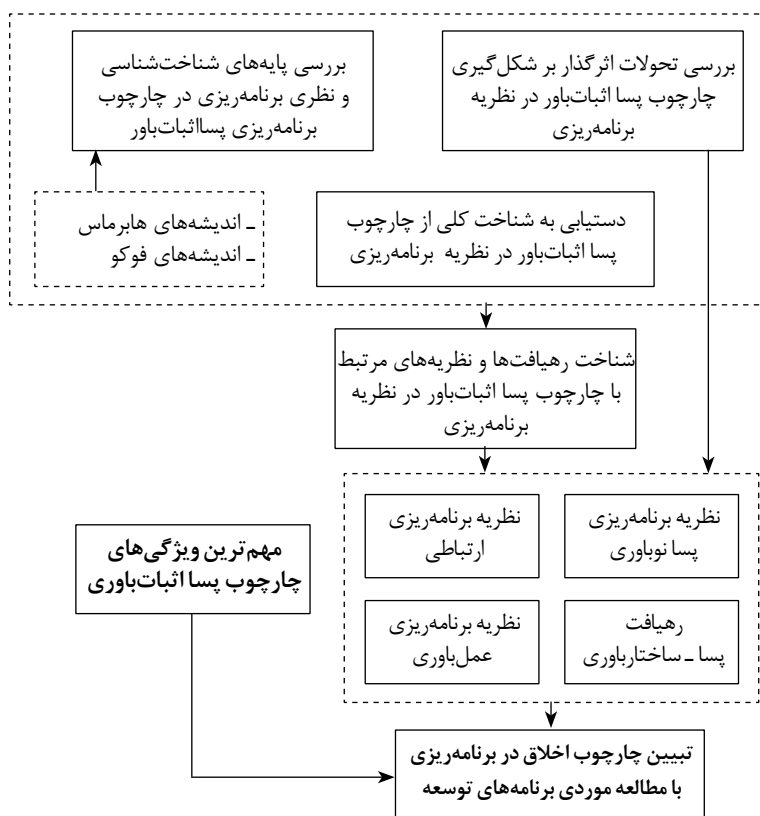 بررسی تحولات اثرگذار بر شکل‌گیری
چارچوب پسا اثبات‌باور در نظریه
برنامه‌ریزی
بررسی پایه‌های شناخت‌شناسی
و نظری برنامه‌ریزی در چارچوب
برنامه‌ریزی پسااثبات‌باور
دستیابی به شناخت کلی از چارچوب
پسا اثبات‌باور در نظریه برنامه‌ریزی
ـ اندیشه‌های هابرماس
ـ اندیشه‌های فوکو
شناخت رهیافت‌ها و نظریه‌های مرتبط
با چارچوب پسا اثبات‌باور در نظریه
برنامه‌ریزی
نظریه برنامه‌ریزی
پسا نوباوری
نظریه برنامه‌ریزی
ارتباطی
رهیافت
پسا ـ ساختارباوری
نظریه برنامه‌ریزی
عمل‌باوری
مهم‌ترین ویژگی‌های
چارچوب پسا اثبات‌باوری
تبیین چارچوب اخلاق در برنامه‌ریزی
با مطالعه موردی برنامه‌های توسعه